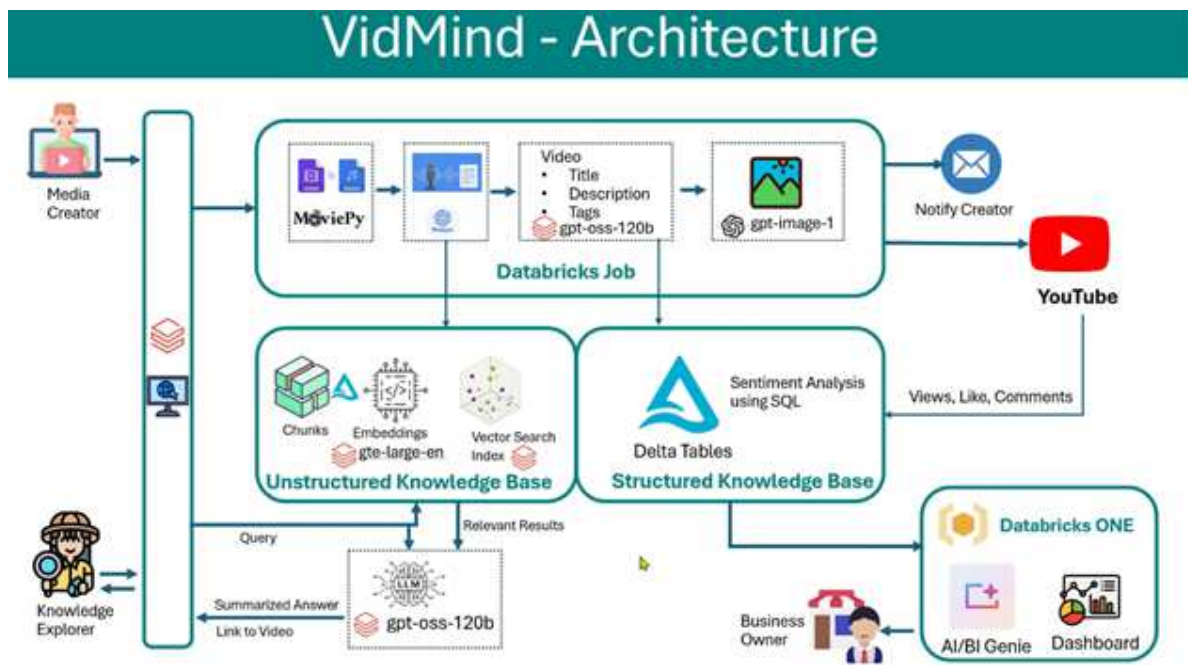 VidMind - Architecture
Media
Creator
MoviePy
Video
• Title
• Description
• Tags
gpt-oss-120b
gpt-image-1
Databricks Job
Notify Creator
YouTube
Views, Like, Comments
Chunks
Embeddings
gte-large-en
Vector Search
Index
Unstructured Knowledge Base
Sentiment Analysis
using SQL
Delta Tables
Structured Knowledge Base
Query
Relevant Results
LLM
gpt-oss-120b
Summarized Answer
Link to Video
Knowledge
Explorer
Databricks ONE
AI/BI Genie
Dashboard
Business
Owner